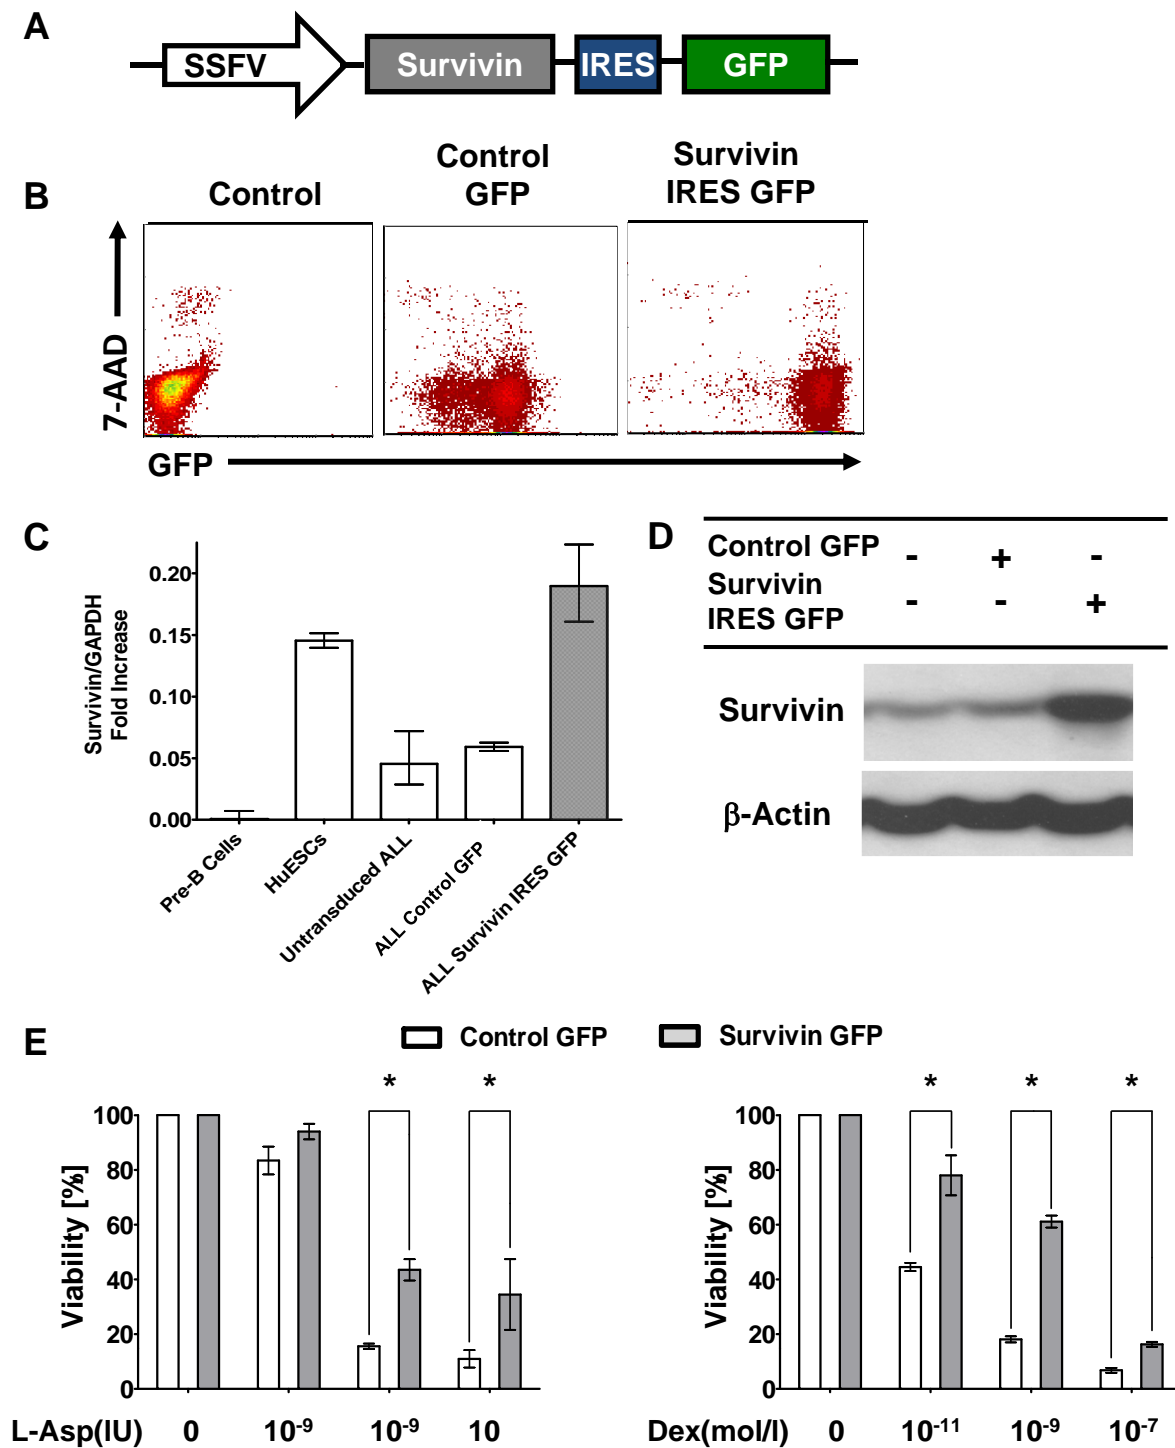 A
SSFV Survivin IRES GFP
B
Control
Control
GFP
Survivin
IRES GFP
7-AAD
GFP
C
Survivin/GAPDH
Fold Increase
0.20
0.15
0.10
0.05
0.00
Pre-B Cells
HuESCs
Untransduced ALL
ALL Control GFP
ALL Survivin IRES GFP
D
Control GFP - + -
Survivin
IRES GFP - - +
Survivin
β-Actin
E
Control GFP Survivin GFP
* *
Viability [%]
100
80
60
40
20
0
L-Asp(IU) 0 10⁻⁹ 10⁻⁹ 10
* * *
Viability [%]
100
80
60
40
20
0
Dex(mol/l) 0 10⁻¹¹ 10⁻⁹ 10⁻⁷